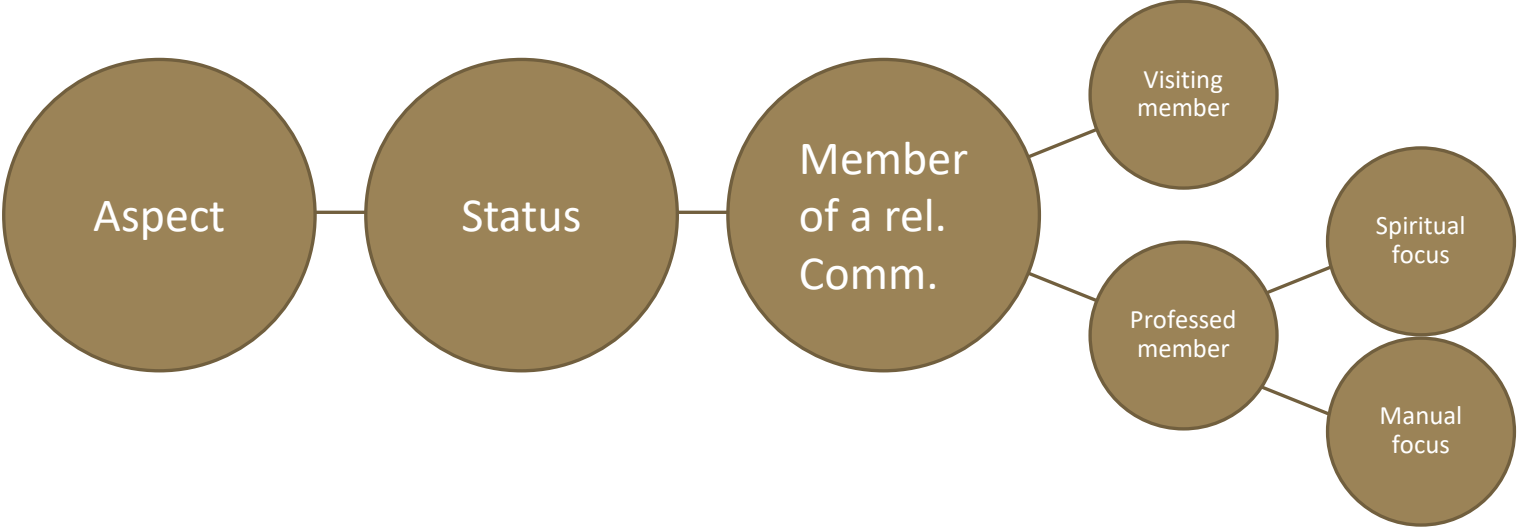 Aspect
Status
Member
of a rel.
Comm.
Visiting
member
Professed
member
Spiritual
focus
Manual
focus